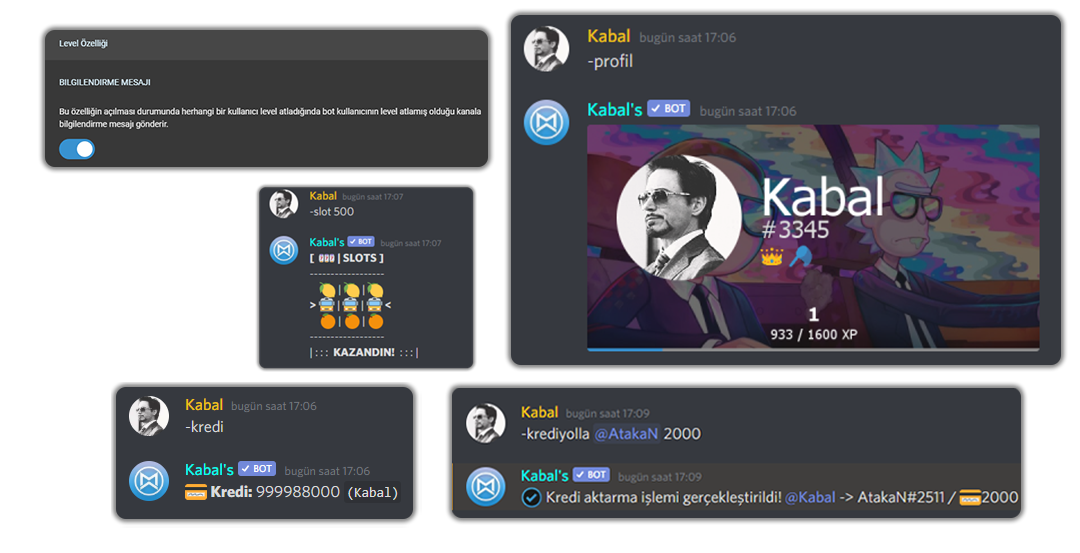 Level Özelliği
BILGILENDIRME MESAJI
Bu özelliğin açılması durumunda herhangi bir kullanıcı level atladığında bot kullanıcının level atlamış olduğu kanala
bilgilendirme mesajı gönderir.
Kabal bugün saat 17:06
-profil
Kabal's BOT bugün saat 17:06
Kabal
#3345
1
933 / 1600 XP
Kabal bugün saat 17:07
-slot 500
Kabal's BOT bugün saat 17:07
[ 🎰 | SLOTS ]
------------------
🍋 | 🍋 | 🍋
> 🚖 | 🚖 | 🚖 <
🍊 | 🍊 | 🍊
------------------
| : : : KAZANDIN! : : : |
Kabal bugün saat 17:06
-kredi
Kabal's BOT bugün saat 17:06
💳 Kredi: 999988000 (Kabal)
Kabal bugün saat 17:09
-krediyolla @AtakaN 2000
Kabal's BOT bugün saat 17:09
Kredi aktarma işlemi gerçekleştirildi! @Kabal -> AtakaN#2511 / 💳2000